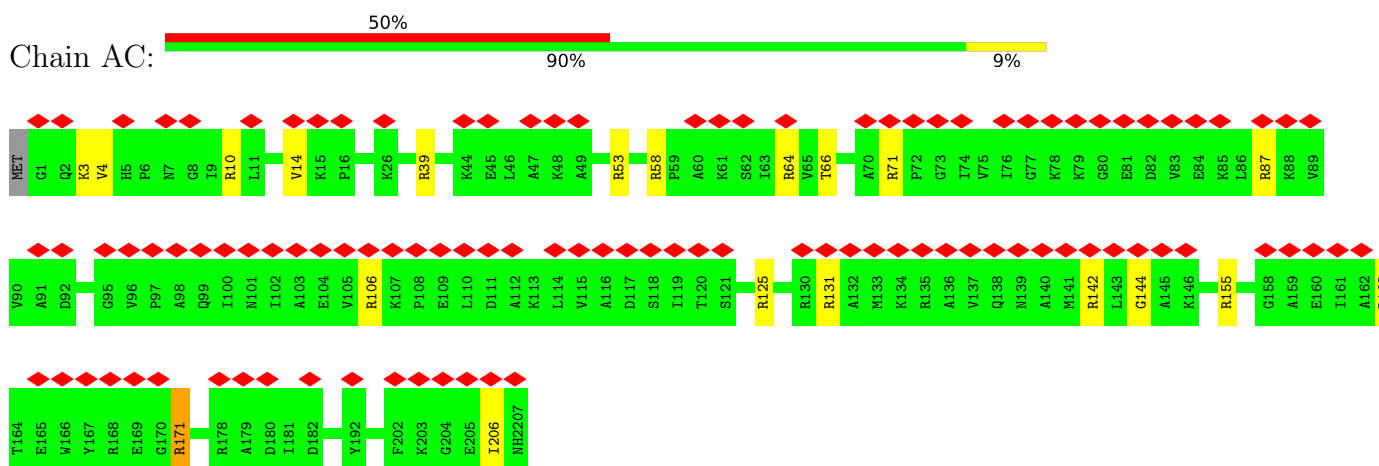 50%
Chain AC:
90% 9%
MET G1 Q2 K3 V4 H5 P6 N7 G8 I9 R10 L11 V14 K15 P16 K26 R39 K44 E45 L46 A47 K48 A49 R53 R58 P59 A60 K61 S62 I63 R64 V65 T66 A70 R71 P72 G73 I74 V75 I76 G77 K78 K79 G80 E81 D82 V83 E84 K85 L86 R87 K88 V89
V90 A91 D92 G95 V96 P97 A98 Q99 I100 N101 I102 A103 E104 V105 R106 K107 P108 E109 L110 D111 A112 K113 L114 V115 A116 D117 S118 I119 T120 S121 R125 R130 R131 A132 M133 K134 R135 A136 V137 Q138 N139 A140 M141 R142 L143 G144 A145 K146 R155 G158 A159 E160 I161 A162
T164 E165 W166 Y167 R168 E169 G170 R171 R178 A179 D180 I181 D182 Y192 F202 K203 G204 E205 I206 NH2207